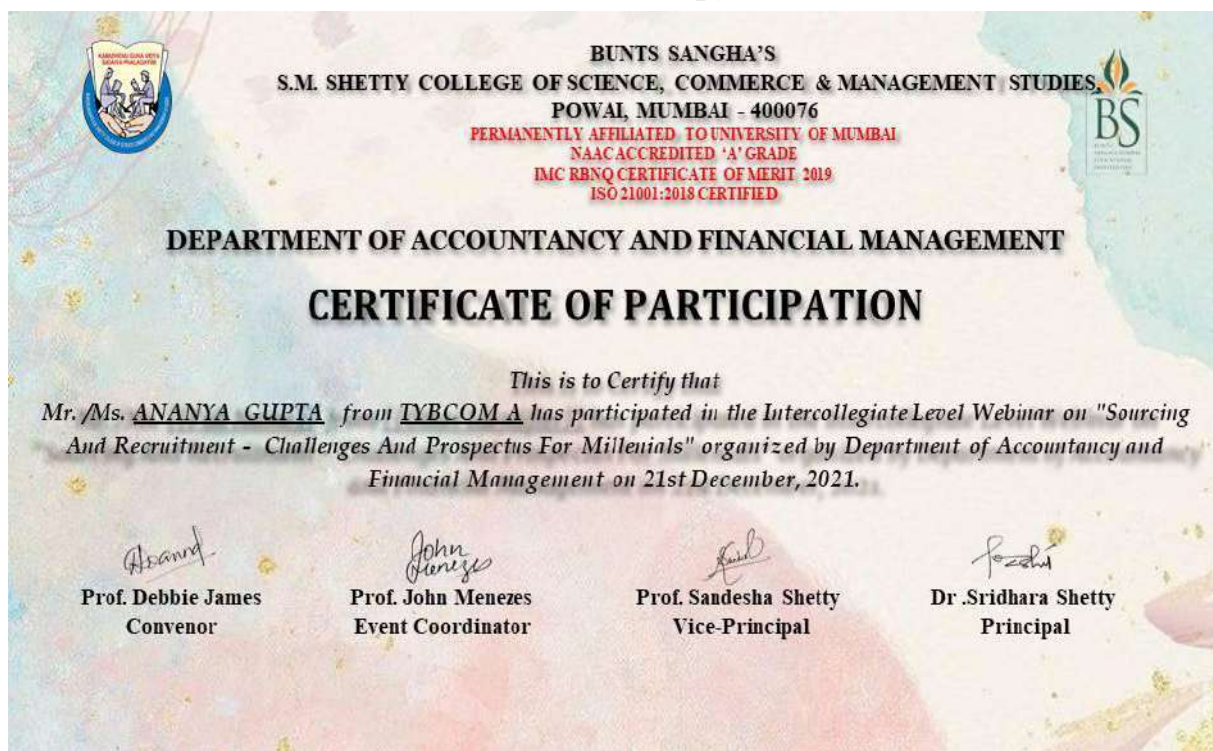 KAMADHENU GUNA VIDYA
SADAIVA PHALADAYINI
BUNTS SANGHA'S
S.M. SHETTY COLLEGE OF SCIENCE, COMMERCE & MANAGEMENT STUDIES,
POWAI, MUMBAI - 400076
PERMANENTLY AFFILIATED TO UNIVERSITY OF MUMBAI
NAAC ACCREDITED 'A' GRADE
IMC RBNQ CERTIFICATE OF MERIT 2019
ISO 21001:2018 CERTIFIED
BS
DEPARTMENT OF ACCOUNTANCY AND FINANCIAL MANAGEMENT
CERTIFICATE OF PARTICIPATION
This is to Certify that
Mr. /Ms. ANANYA GUPTA from TYBCOM A has participated in the Intercollegiate Level Webinar on "Sourcing
And Recruitment - Challenges And Prospectus For Millenials" organized by Department of Accountancy and
Financial Management on 21st December, 2021.
John
Menezes
Prof. Debbie James
Convenor
Prof. John Menezes
Event Coordinator
Prof. Sandesha Shetty
Vice-Principal
Dr .Sridhara Shetty
Principal